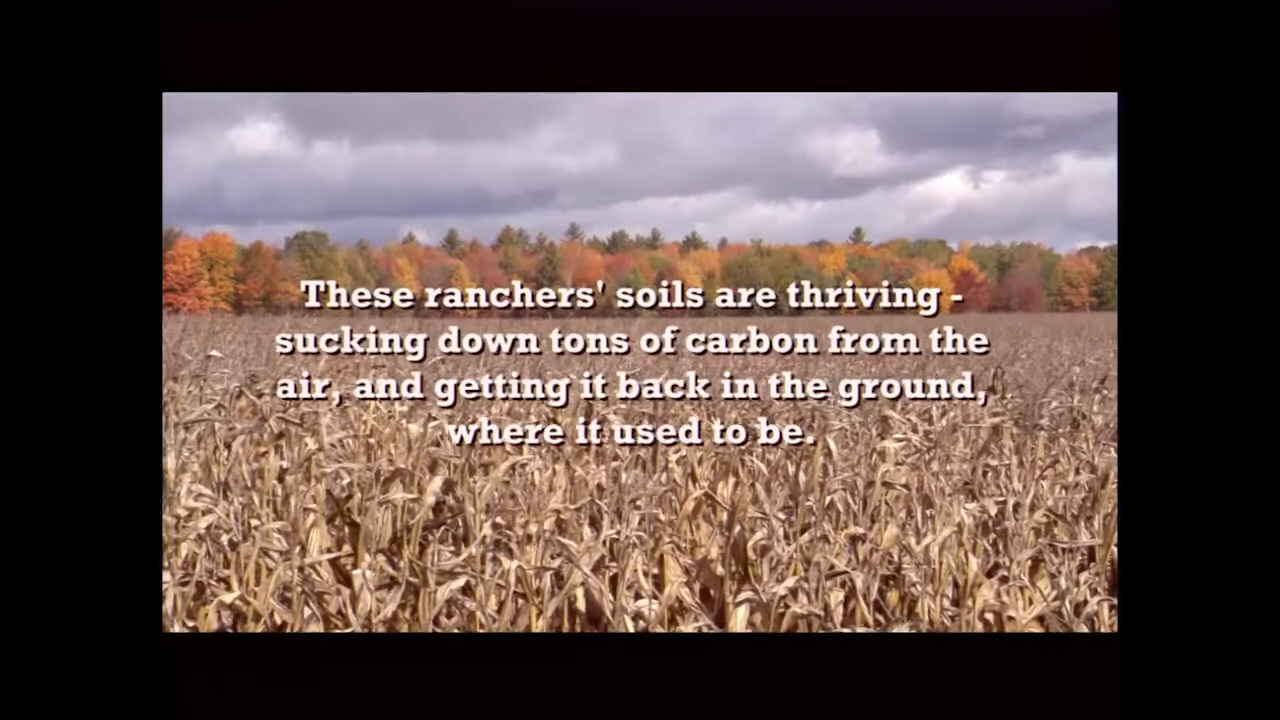 These ranchers' soils are thriving -
sucking down tons of carbon from the
air, and getting it back in the ground,
where it used to be.